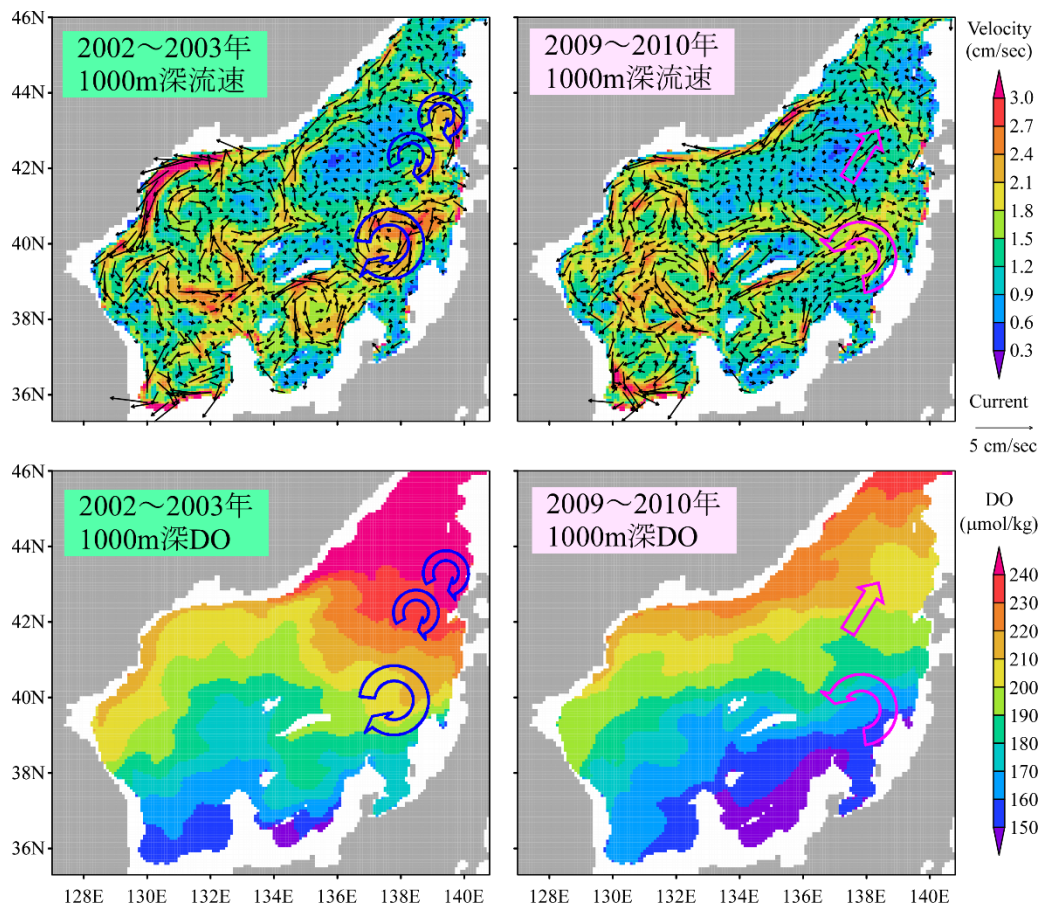 46N
44N
42N
40N
38N
36N
2002～2003年
1000m深流速
2009～2010年
1000m深流速
Velocity
(cm/sec)
3.0
2.7
2.4
2.1
1.8
1.5
1.2
0.9
0.6
0.3
Current
5 cm/sec
46N
44N
42N
40N
38N
36N
2002～2003年
1000m深DO
2009～2010年
1000m深DO
DO
(μmol/kg)
240
230
220
210
200
190
180
170
160
150
128E 130E 132E 134E 136E 138E 140E
128E 130E 132E 134E 136E 138E 140E